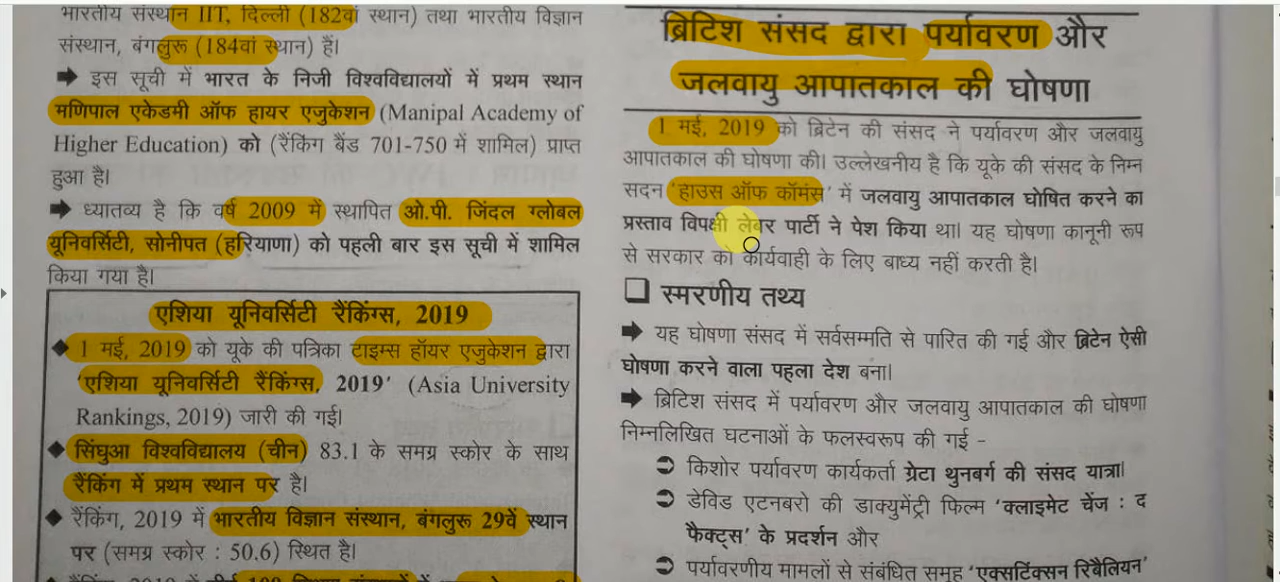 भारतीय संस्थान IIT, दिल्ली (182वां स्थान) तथा भारतीय विज्ञान
संस्थान, बंगलुरू (184वां स्थान) हैं।
➡ इस सूची में भारत के निजी विश्वविद्यालयों में प्रथम स्थान
मणिपाल एकेडमी ऑफ हायर एजुकेशन (Manipal Academy of
Higher Education) को (रैंकिंग बैंड 701-750 में शामिल) प्राप्त
हुआ है।
➡ ध्यातव्य है कि वर्ष 2009 में स्थापित ओ.पी. जिंदल ग्लोबल
यूनिवर्सिटी, सोनीपत (हरियाणा) को पहली बार इस सूची में शामिल
किया गया है।
एशिया यूनिवर्सिटी रैंकिंग्स, 2019
◆ 1 मई, 2019 को यूके की पत्रिका टाइम्स हॉयर एजुकेशन द्वारा
'एशिया यूनिवर्सिटी रैंकिंग्स, 2019' (Asia University
Rankings, 2019) जारी की गई।
◆ सिंघुआ विश्वविद्यालय (चीन) 83.1 के समग्र स्कोर के साथ
रैंकिंग में प्रथम स्थान पर है।
◆ रैंकिंग, 2019 में भारतीय विज्ञान संस्थान, बंगलुरू 29वें स्थान
पर (समग्र स्कोर : 50.6) स्थित है।
ब्रिटिश संसद द्वारा पर्यावरण और
जलवायु आपातकाल की घोषणा
1 मई, 2019 को ब्रिटेन की संसद ने पर्यावरण और जलवायु
आपातकाल की घोषणा की। उल्लेखनीय है कि यूके की संसद के निम्न
सदन 'हाउस ऑफ कॉमंस' में जलवायु आपातकाल घोषित करने का
प्रस्ताव विपक्षी लेबर पार्टी ने पेश किया था। यह घोषणा कानूनी रूप
से सरकार को कार्यवाही के लिए बाध्य नहीं करती है।
❑ स्मरणीय तथ्य
➡ यह घोषणा संसद में सर्वसम्मति से पारित की गई और ब्रिटेन ऐसी
घोषणा करने वाला पहला देश बना।
➡ ब्रिटिश संसद में पर्यावरण और जलवायु आपातकाल की घोषणा
निम्नलिखित घटनाओं के फलस्वरूप की गई -
➲ किशोर पर्यावरण कार्यकर्ता ग्रेटा थुनबर्ग की संसद यात्रा।
➲ डेविड एटनबरो की डाक्युमेंट्री फिल्म 'क्लाइमेट चेंज : द
फैक्ट्स' के प्रदर्शन और
➲ पर्यावरणीय मामलों से संबंधित समूह 'एक्सटिंक्सन रिबैलियन'